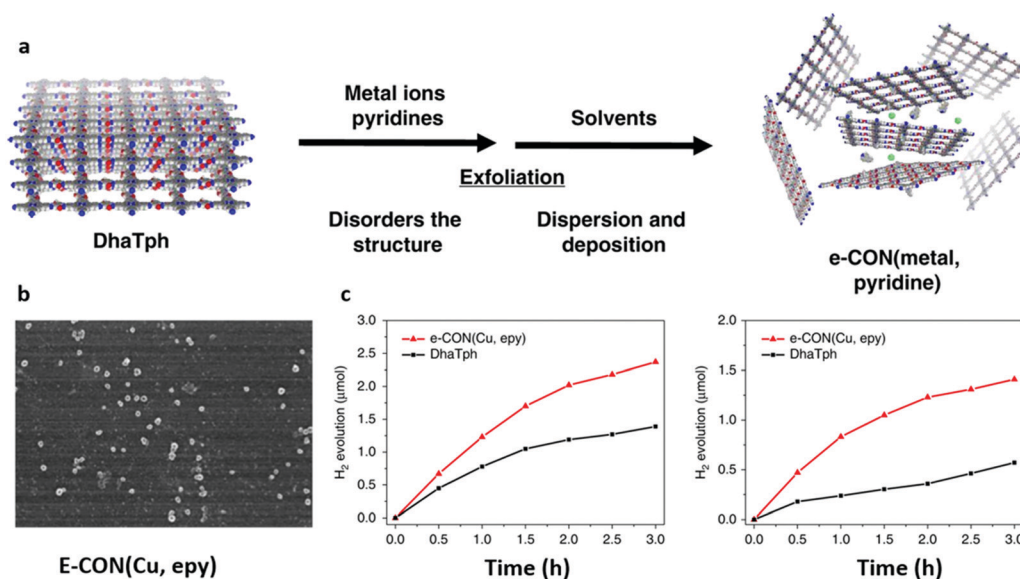 a
Metal ions
pyridines
Solvents
Exfoliation
Disorders the
structure
Dispersion and
deposition
DhaTph
e-CON(metal,
pyridine)
b
E-CON(Cu, epy)
c
3.0
2.5
2.0
1.5
1.0
0.5
0.0
H₂ evolution (μmol)
e-CON(Cu, epy)
DhaTph
0.0 0.5 1.0 1.5 2.0 2.5 3.0
Time (h)
2.0
1.5
1.0
0.5
0.0
H₂ evolution (μmol)
e-CON(Cu, epy)
DhaTph
0.0 0.5 1.0 1.5 2.0 2.5 3.0
Time (h)